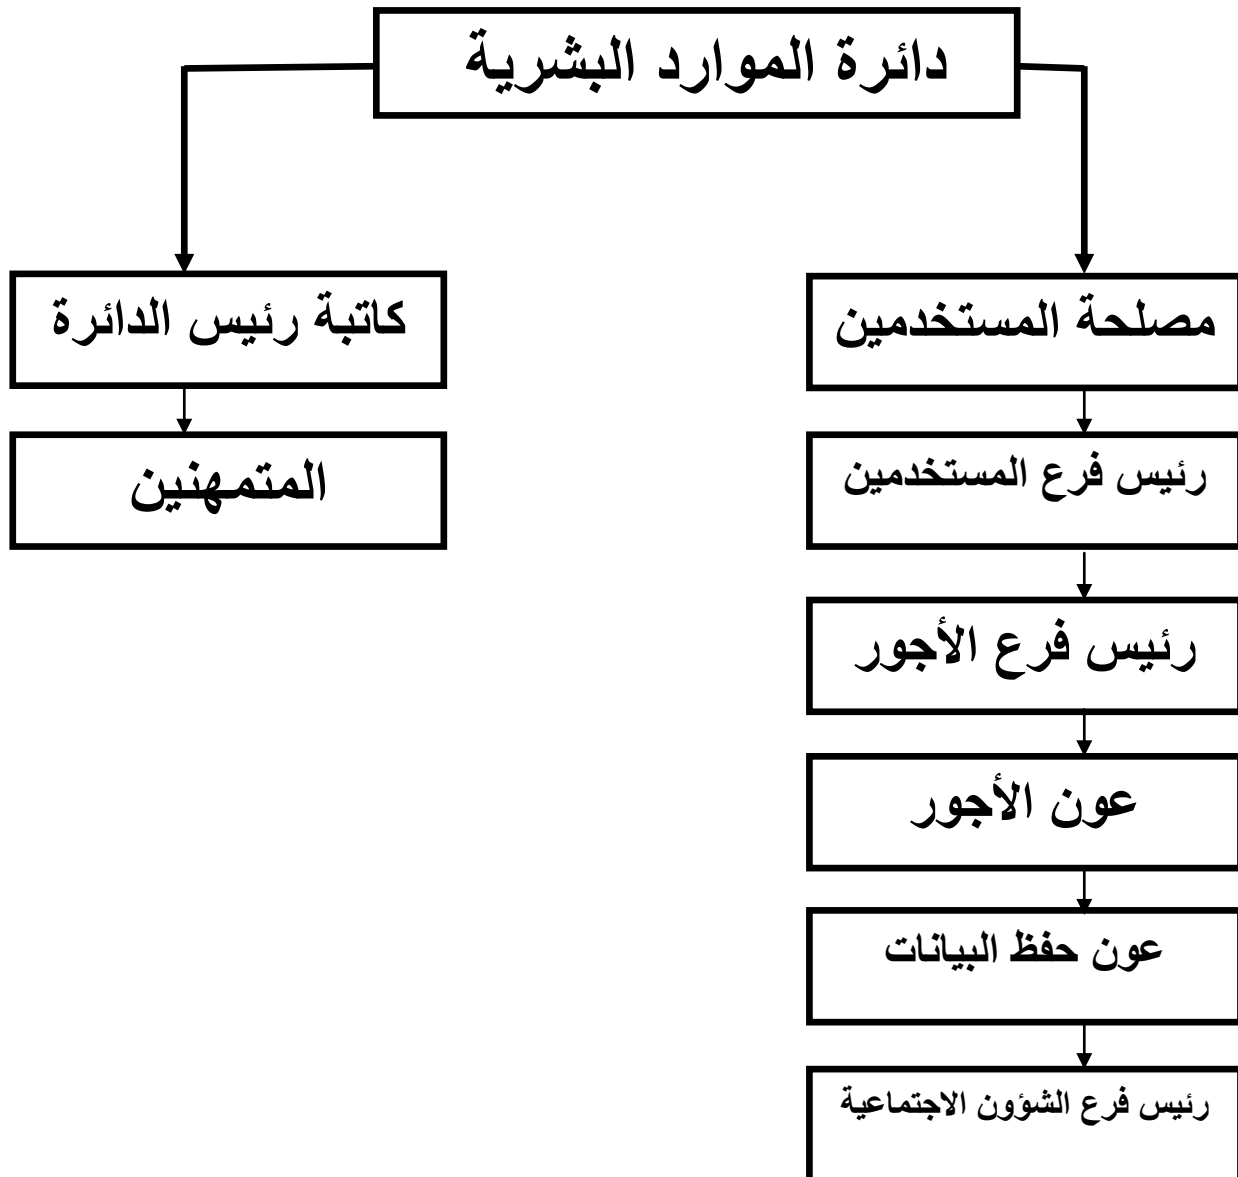 دائرة الموارد البشرية
مصلحة المستخدمين
كاتبة رئيس الدائرة
رئيس فرع المستخدمين
المتمهنين
رئيس فرع الأجور
عون الأجور
عون حفظ البيانات
رئيس فرع الشؤون الاجتماعية